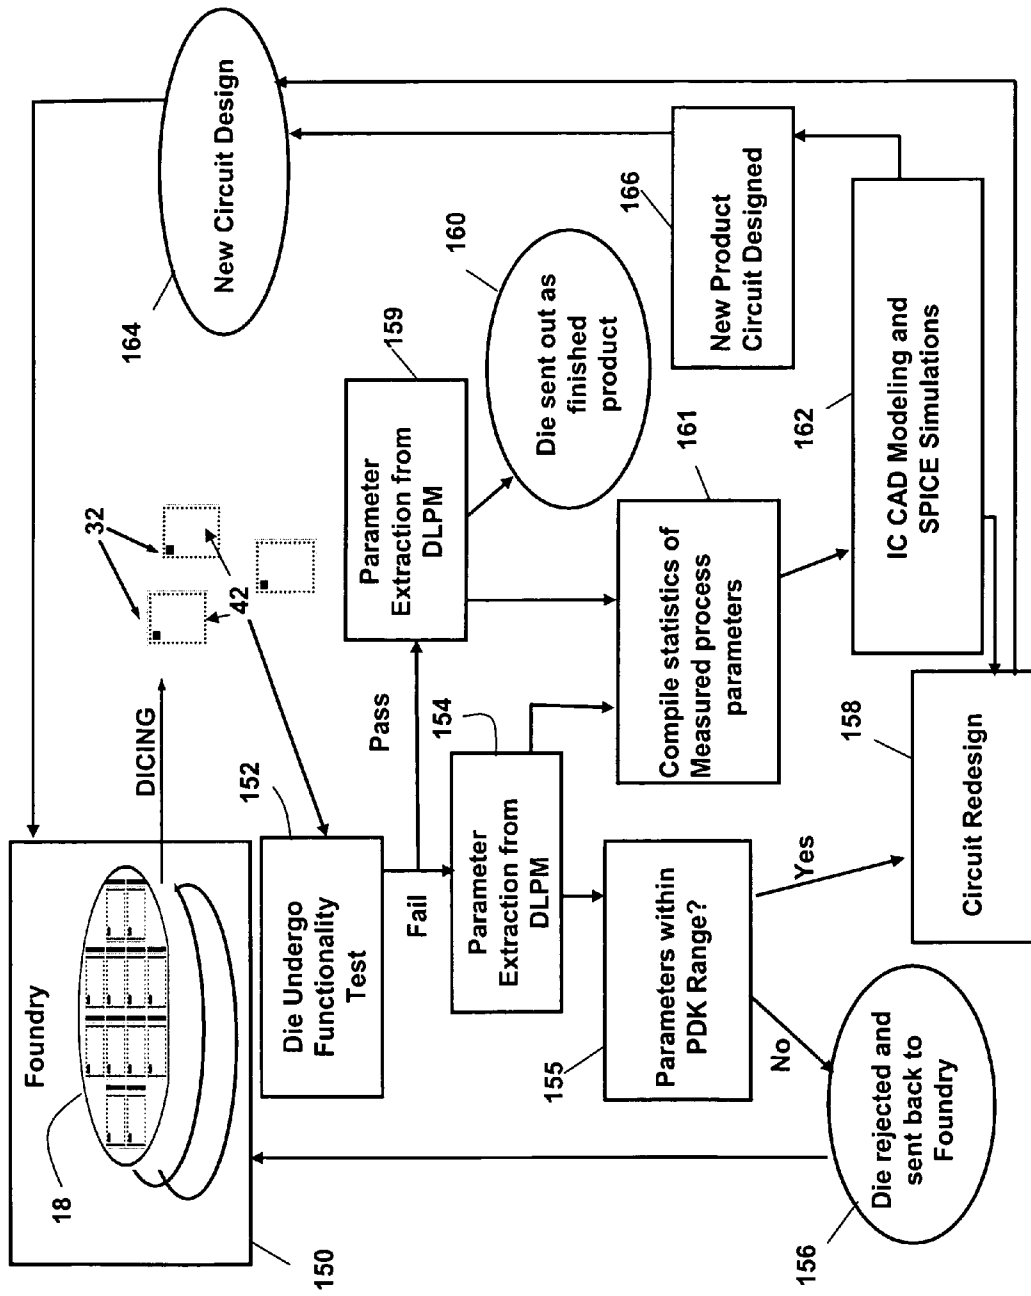 Foundry
18
150
DICING
32
42
New Circuit Design
164
Die Undergo
Functionality
Test
152
Pass
Fail
Parameter
Extraction from
DLPM
154
Parameter
Extraction from
DLPM
159
Die sent out as
finished
product
160
Parameters within
PDK Range?
155
No
Yes
Compile statistics of
Measured process
parameters
161
New Product
Circuit Designed
166
Die rejected and
sent back to
Foundry
156
Circuit Redesign
158
IC CAD Modeling and
SPICE Simulations
162